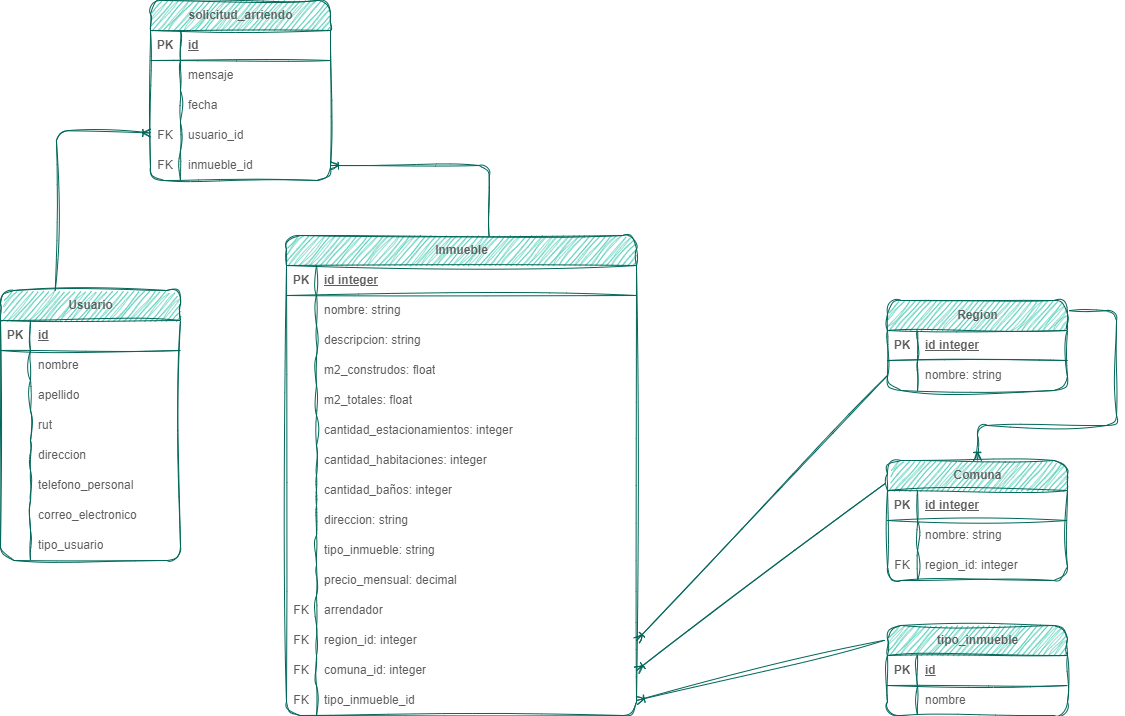 solicitud_arriendo
PK id
mensaje
fecha
FK usuario_id
FK inmueble_id
Usuario
PK id
nombre
apellido
rut
direccion
telefono_personal
correo_electronico
tipo_usuario
Inmueble
PK id integer
nombre: string
descripcion: string
m2_construdos: float
m2_totales: float
cantidad_estacionamientos: integer
cantidad_habitaciones: integer
cantidad_baños: integer
direccion: string
tipo_inmueble: string
precio_mensual: decimal
FK arrendador
FK region_id: integer
FK comuna_id: integer
FK tipo_inmueble_id
Region
PK id integer
nombre: string
Comuna
PK id integer
nombre: string
FK region_id: integer
tipo_inmueble
PK id
nombre